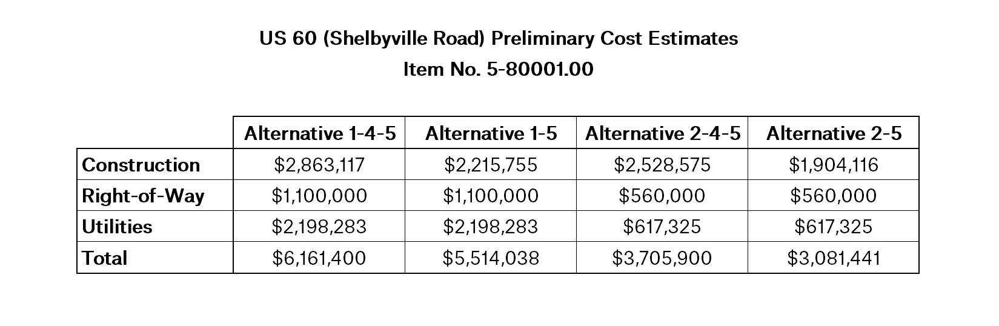 US 60 (Shelbyville Road) Preliminary Cost Estimates
Item No. 5-80001.00
Alternative 1-4-5 Alternative 1-5 Alternative 2-4-5 Alternative 2-5
Construction $2,863,117 $2,215,755 $2,528,575 $1,904,116
Right-of-Way $1,100,000 $1,100,000 $560,000 $560,000
Utilities $2,198,283 $2,198,283 $617,325 $617,325
Total $6,161,400 $5,514,038 $3,705,900 $3,081,441